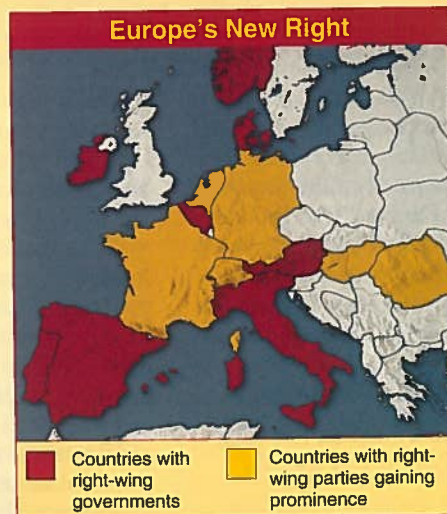 Europe's New Right
Countries with
right-wing
governments
Countries with right-
wing parties gaining
prominence